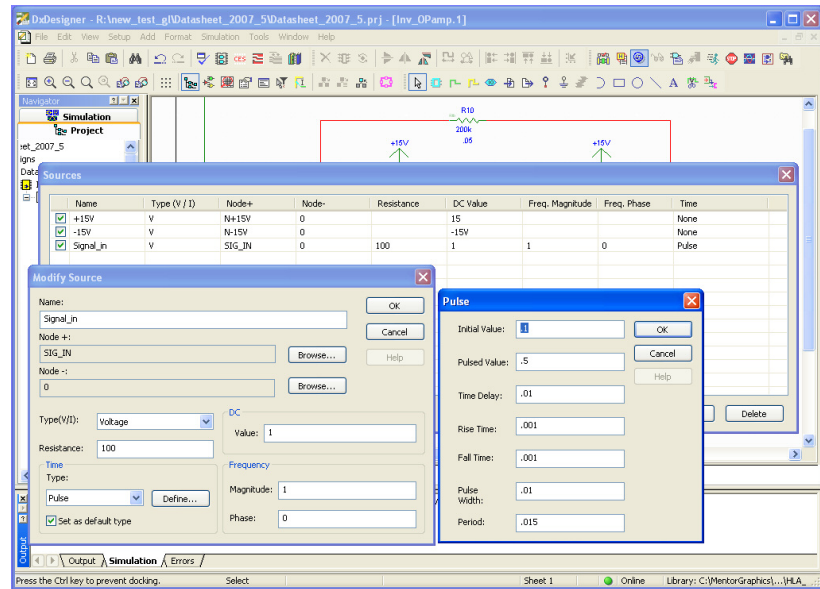 DxDesigner - R:\new_test_gl\Datasheet_2007_5\Datasheet_2007_5.prj - [Inv_OPamp.1]
File Edit View Setup Add Format Simulation Tools Window Help
Navigator
Simulation
Project
eet_2007_5
igns
Data
R10
200k
.05
+15V
+15V
Sources
Name Type (V / I) Node+ Node- Resistance DC Value Freq. Magnitude Freq. Phase Time
+15V V N+15V 0 15 None
-15V V N-15V 0 -15V None
Signal_in V SIG_IN 0 100 1 1 0 Pulse
Delete
Modify Source
Name:
Signal_in
OK
Node +:
Cancel
SIG_IN
Browse...
Help
Node -:
0
Browse...
Type(V/I): Voltage
DC
Value: 1
Resistance: 100
Time
Type:
Pulse
Define...
Set as default type
Frequency
Magnitude: 1
Phase: 0
Pulse
Initial Value: .1
OK
Pulsed Value: .5
Cancel
Help
Time Delay: .01
Rise Time: .001
Fall Time: .001
Pulse Width: .01
Period: .015
Output
Output Simulation Errors
Press the Ctrl key to prevent docking. Select Sheet 1 Online Library: C:\MentorGraphics\...\HLA_